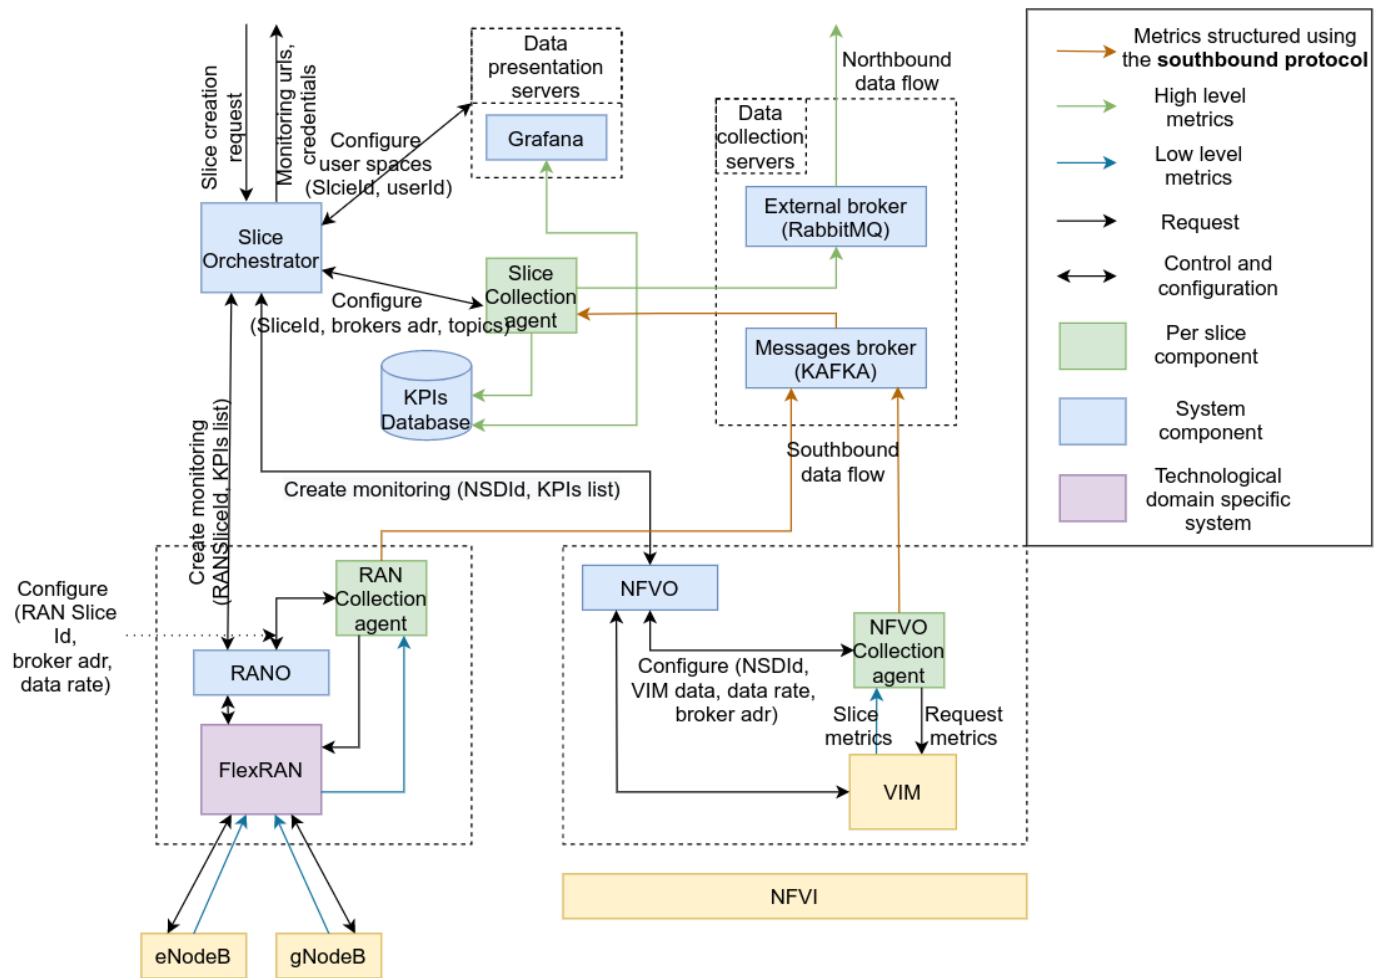 Slice creation
request
Monitoring urls,
credentials
Data
presentation
servers
Grafana
Configure
user spaces
(SlcieId, userId)
Northbound
data flow
Data
collection
servers
External broker
(RabbitMQ)
Slice
Orchestrator
Slice
Collection
agent
Configure
(SliceId, brokers adr, topics)
Messages broker
(KAFKA)
KPIs
Database
Southbound
data flow
Create monitoring
(RANSliceId, KPIs list)
Create monitoring (NSDId, KPIs list)
Configure
(RAN Slice
Id,
broker adr,
data rate)
RAN
Collection
agent
RANO
FlexRAN
eNodeB
gNodeB
NFVO
NFVO
Collection
agent
Configure (NSDId,
VIM data, data rate,
broker adr)
Slice
metrics
Request
metrics
VIM
NFVI
Metrics structured using
the southbound protocol
High level
metrics
Low level
metrics
Request
Control and
configuration
Per slice
component
System
component
Technological
domain specific
system